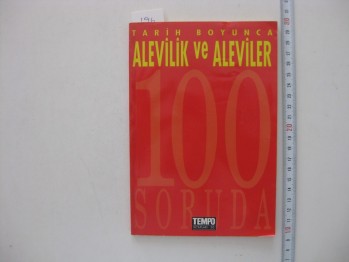 TARİH BOYUNCA
ALEVİLİK ve ALEVİLER
100
SORUDA
TEMPO